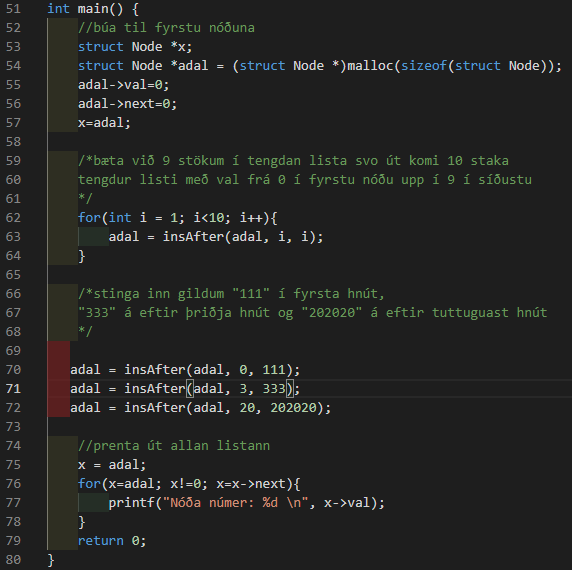 51 int main() {
52 //búa til fyrstu nóðuna
53 struct Node *x;
54 struct Node *adal = (struct Node *)malloc(sizeof(struct Node));
55 adal->val=0;
56 adal->next=0;
57 x=adal;
58
59 /*bæta við 9 stökum í tengdan lista svo út komi 10 staka
60 tengdur listi með val frá 0 í fyrstu nóðu upp í 9 í síðustu
61 */
62 for(int i = 1; i<10; i++){
63 adal = insAfter(adal, i, i);
64 }
65
66 /*stinga inn gildum "111" í fyrsta hnút,
67 "333" á eftir þriðja hnút og "202020" á eftir tuttuguast hnút
68 */
69
70 adal = insAfter(adal, 0, 111);
71 adal = insAfter(adal, 3, 333);
72 adal = insAfter(adal, 20, 202020);
73
74 //prenta út allan listann
75 x = adal;
76 for(x=adal; x!=0; x=x->next){
77 printf("Nóða númer: %d \n", x->val);
78 }
79 return 0;
80 }